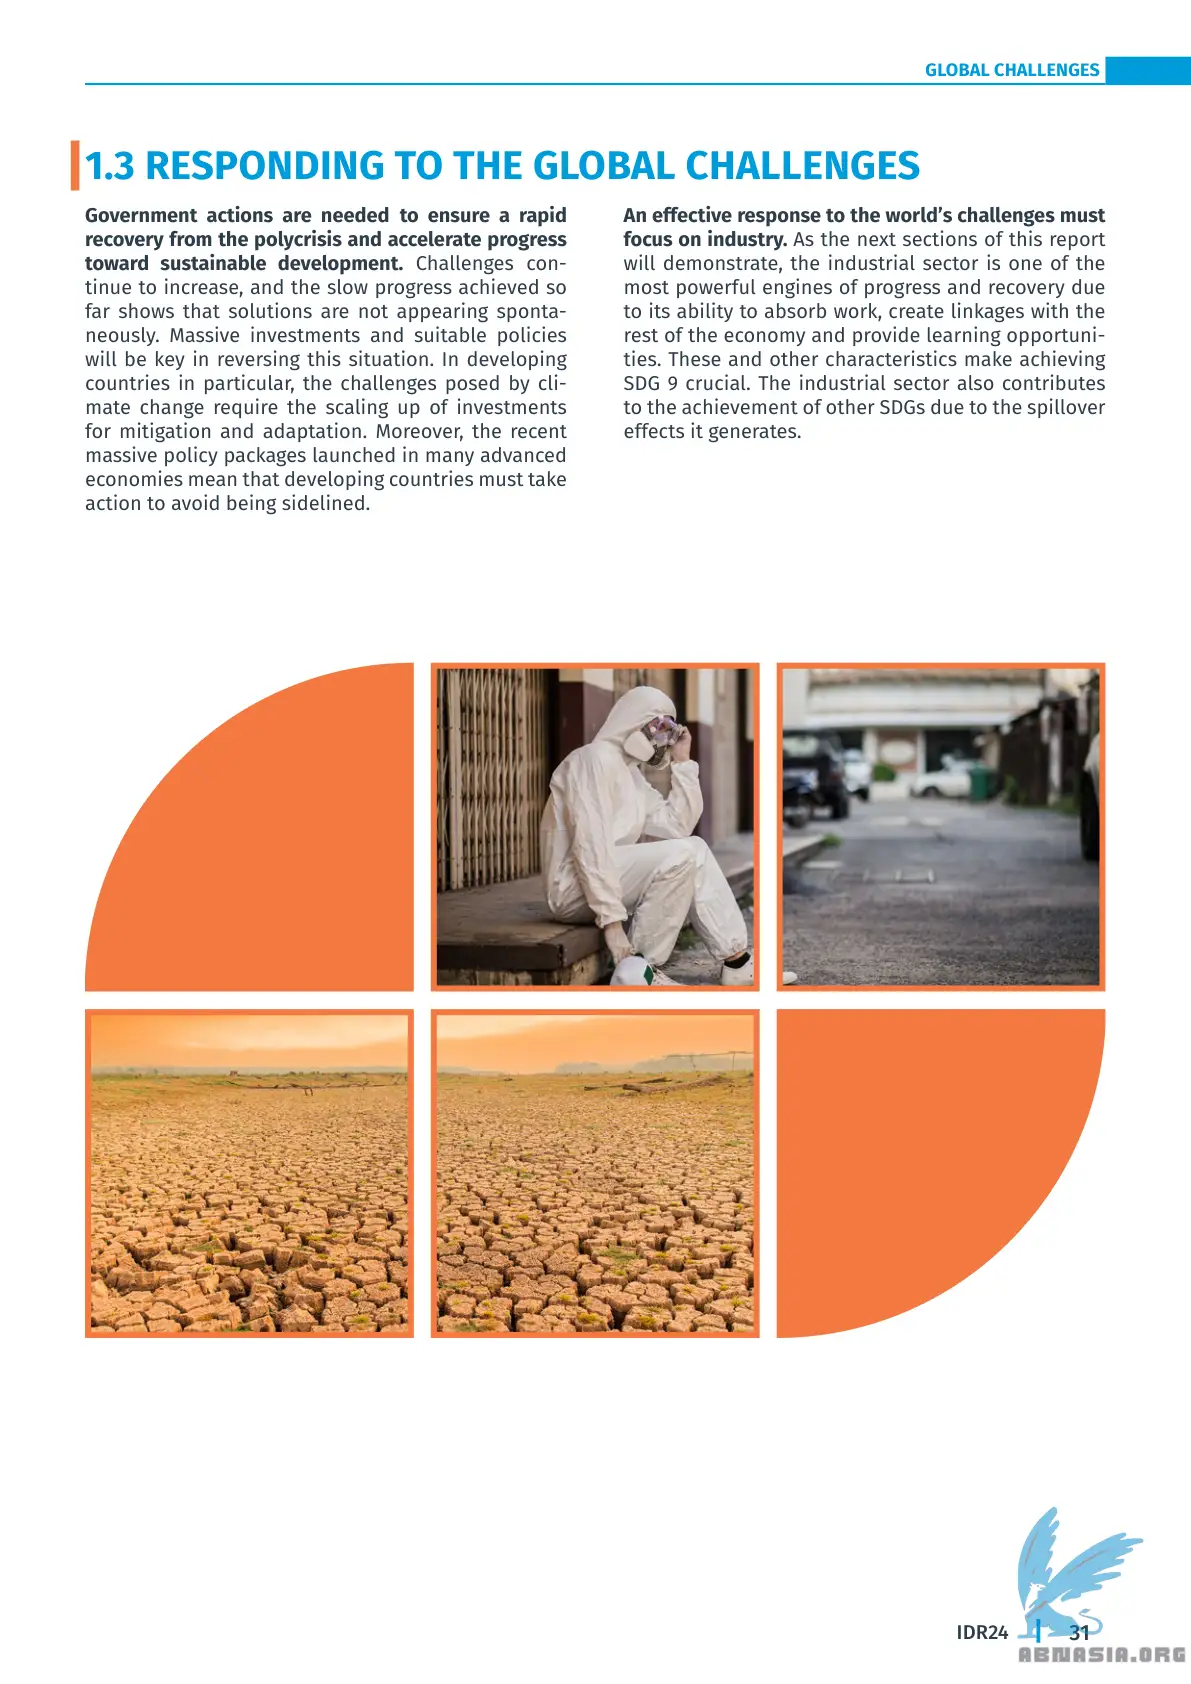 GLOBAL CHALLENGES
1.3 RESPONDING TO THE GLOBAL CHALLENGES
Government actions are needed to ensure a rapid
recovery from the polycrisis and accelerate progress
toward sustainable development. Challenges con-
tinue to increase, and the slow progress achieved so
far shows that solutions are not appearing sponta-
neously. Massive investments and suitable policies
will be key in reversing this situation. In developing
countries in particular, the challenges posed by cli-
mate change require the scaling up of investments
for mitigation and adaptation. Moreover, the recent
massive policy packages launched in many advanced
economies mean that developing countries must take
action to avoid being sidelined.
An effective response to the world’s challenges must
focus on industry. As the next sections of this report
will demonstrate, the industrial sector is one of the
most powerful engines of progress and recovery due
to its ability to absorb work, create linkages with the
rest of the economy and provide learning opportuni-
ties. These and other characteristics make achieving
SDG 9 crucial. The industrial sector also contributes
to the achievement of other SDGs due to the spillover
effects it generates.
IDR24 31
ABNASIA.ORG